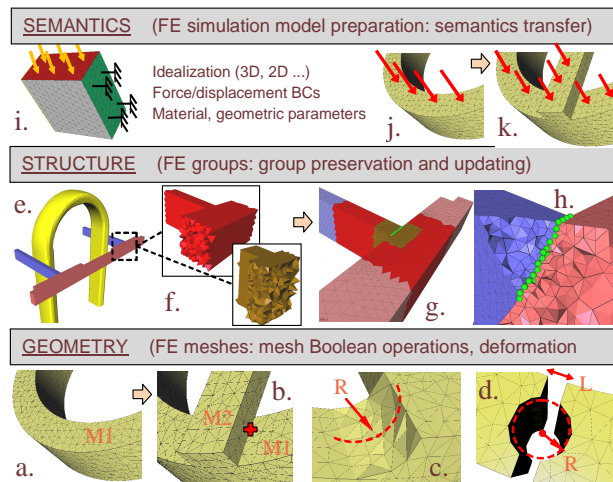 SEMANTICS (FE simulation model preparation: semantics transfer)
Idealization (3D, 2D ...)
Force/displacement BCs
Material, geometric parameters
i. j. k.
STRUCTURE (FE groups: group preservation and updating)
e. f. g. h.
GEOMETRY (FE meshes: mesh Boolean operations, deformation
M1 M2 M1 R L R
a. b. c. d.